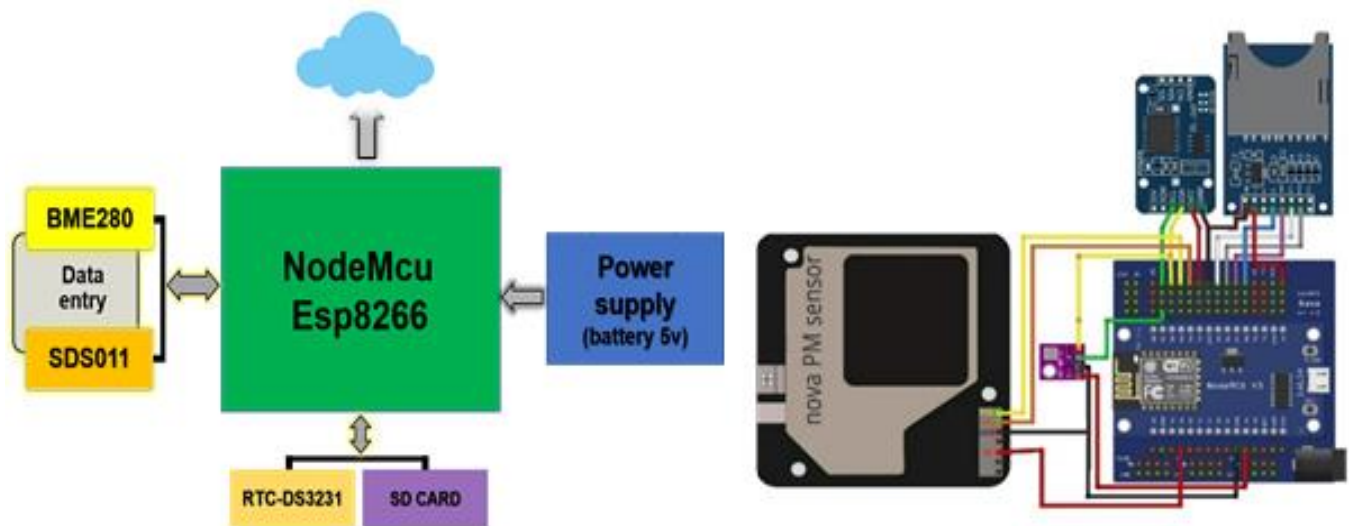 BME280
Data
entry
SDS011
NodeMcu
Esp8266
Power
supply
(battery 5v)
RTC-DS3231
SD CARD
nova PM sensor
NodeMCU V3